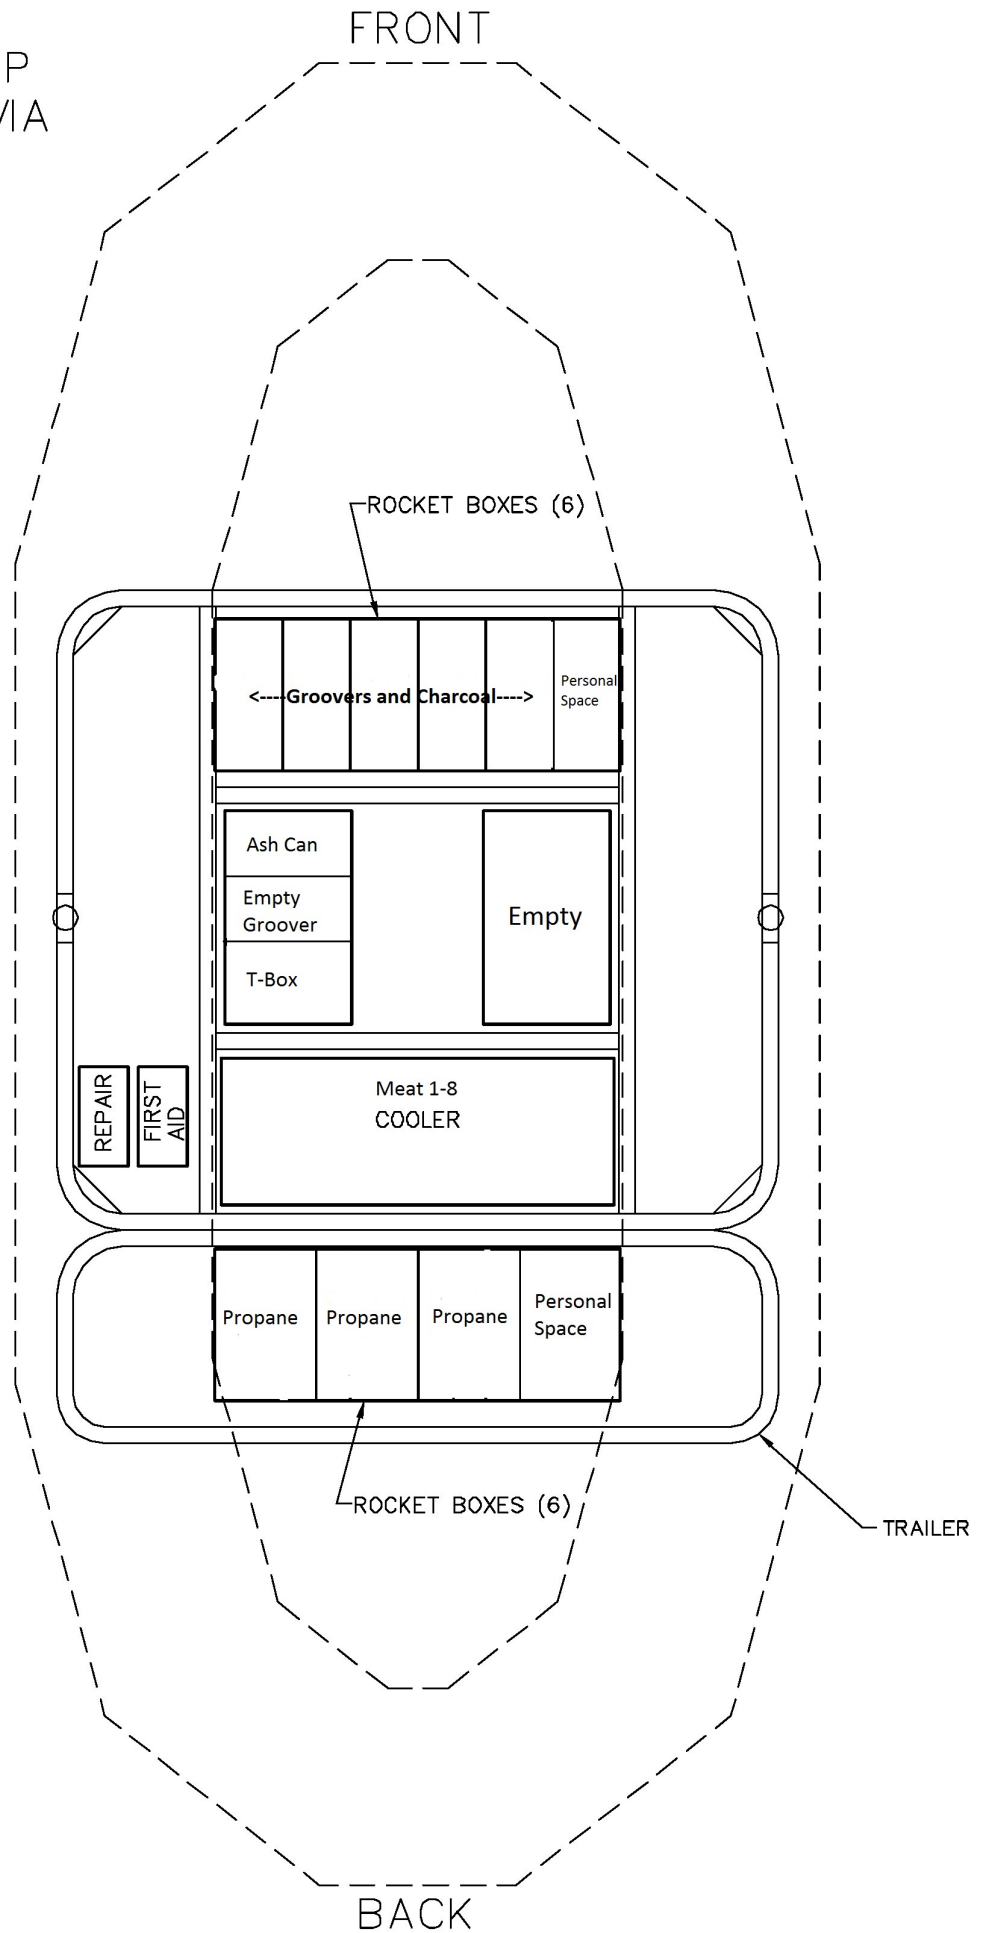 FRONT
P
VIA
ROCKET BOXES (6)
<----Groovers and Charcoal---->
Personal
Space
Ash Can
Empty
Groover
T-Box
Empty
REPAIR
FIRST
AID
Meat 1-8
COOLER
Propane
Propane
Propane
Personal
Space
ROCKET BOXES (6)
TRAILER
BACK